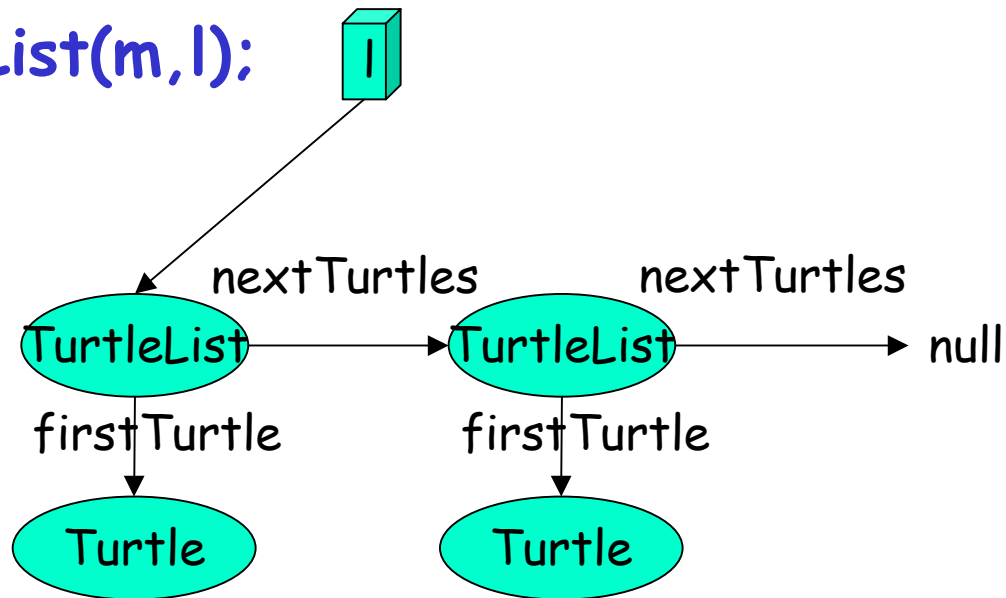 List(m,l);
l
nextTurtles
nextTurtles
TurtleList
TurtleList
null
firstTurtle
firstTurtle
Turtle
Turtle